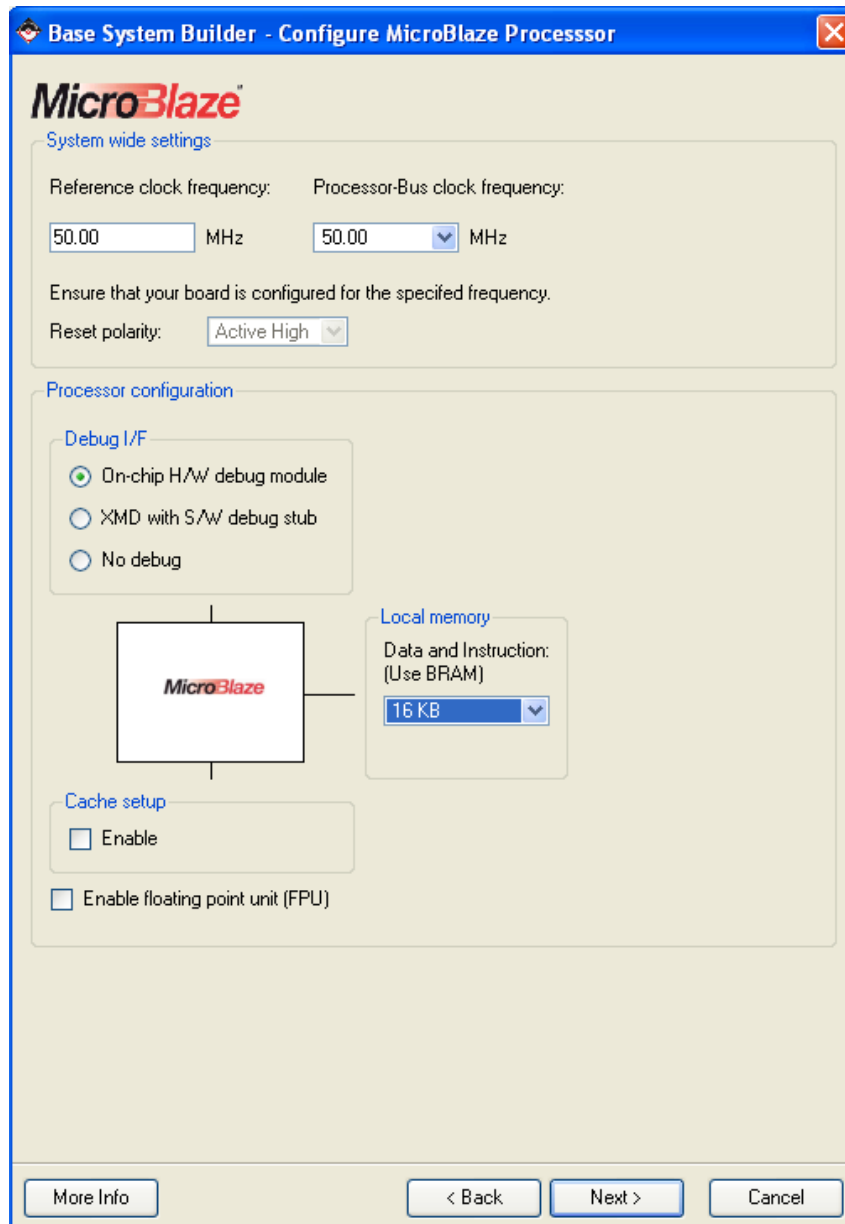 Base System Builder - Configure MicroBlaze Processsor
MicroBlaze
System wide settings
Reference clock frequency: Processor-Bus clock frequency:
50.00 MHz 50.00 MHz
Ensure that your board is configured for the specifed frequency.
Reset polarity: Active High
Processor configuration
Debug I/F
On-chip H/W debug module
XMD with S/W debug stub
No debug
Local memory
Data and Instruction:
(Use BRAM)
MicroBlaze
16 KB
Cache setup
Enable
Enable floating point unit (FPU)
More Info < Back Next > Cancel